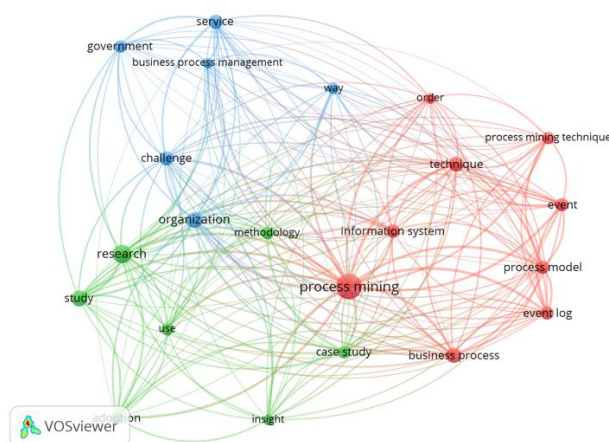 service
government
business process management
way
order
process mining technique
challenge
technique
event
organization
methodology
information system
research
process model
process mining
study
event log
use
case study
business process
adoption
insight
VOSviewer